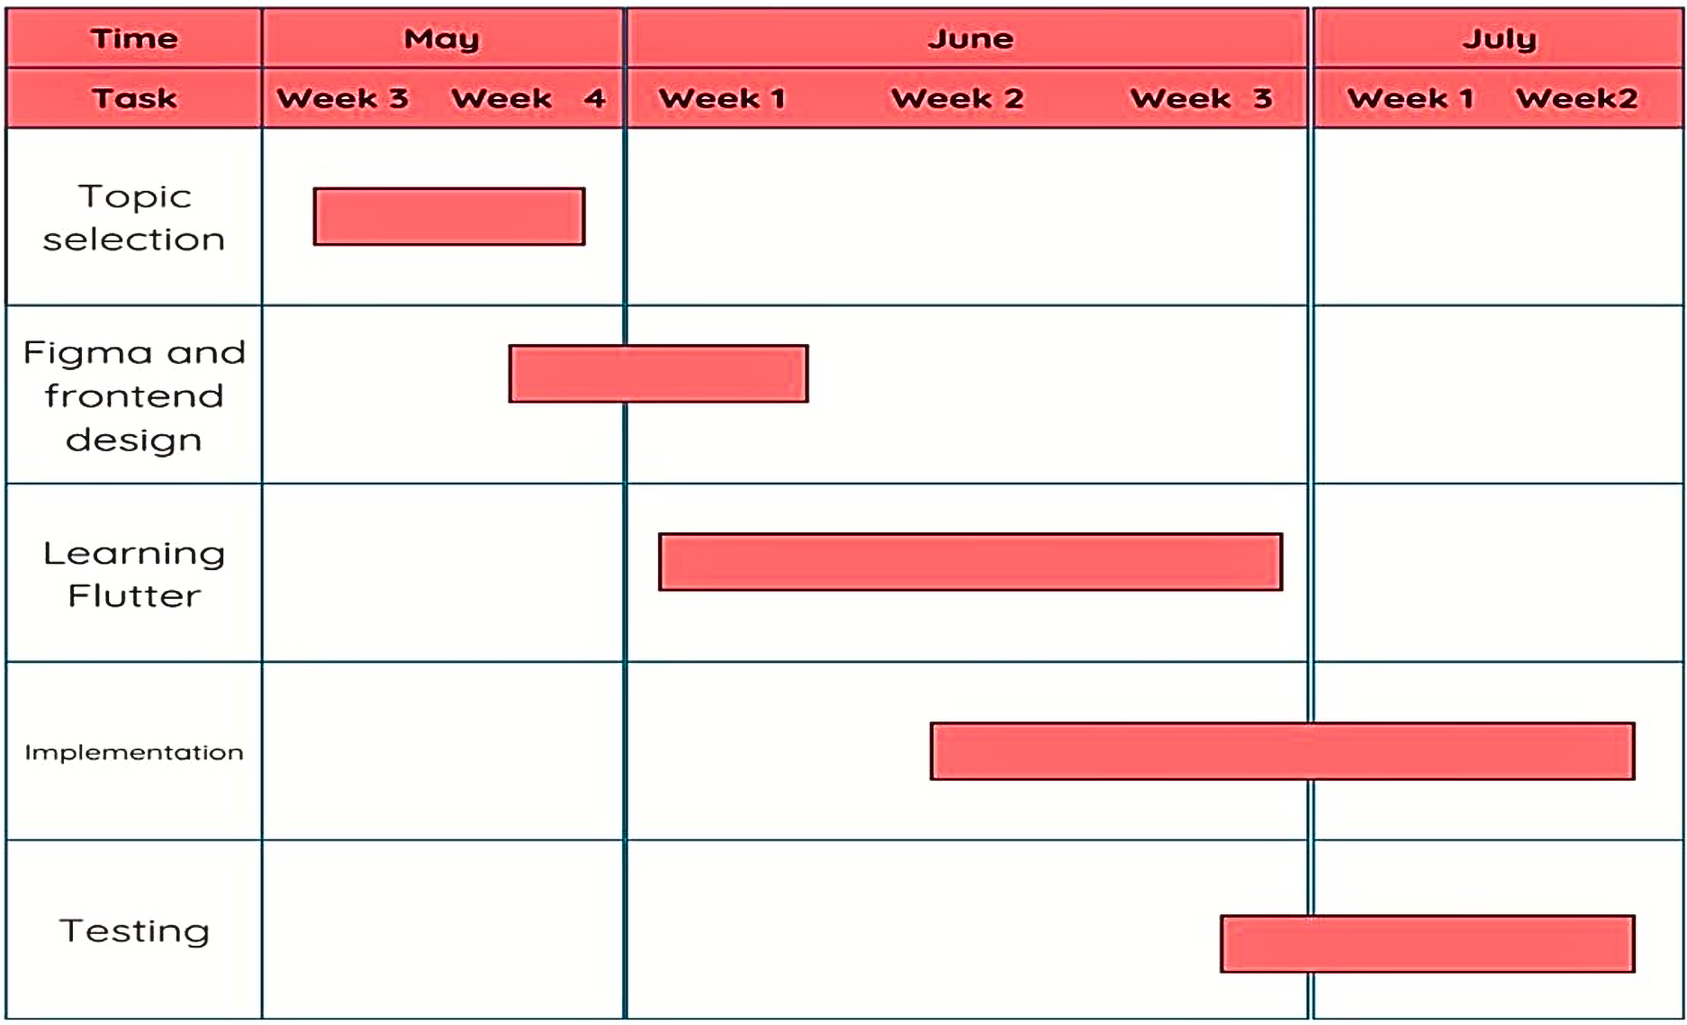 Time May June July
Task Week 3 Week 4 Week 1 Week 2 Week 3 Week 1 Week2
Topic
selection
Figma and
frontend
design
Learning
Flutter
Implementation
Testing